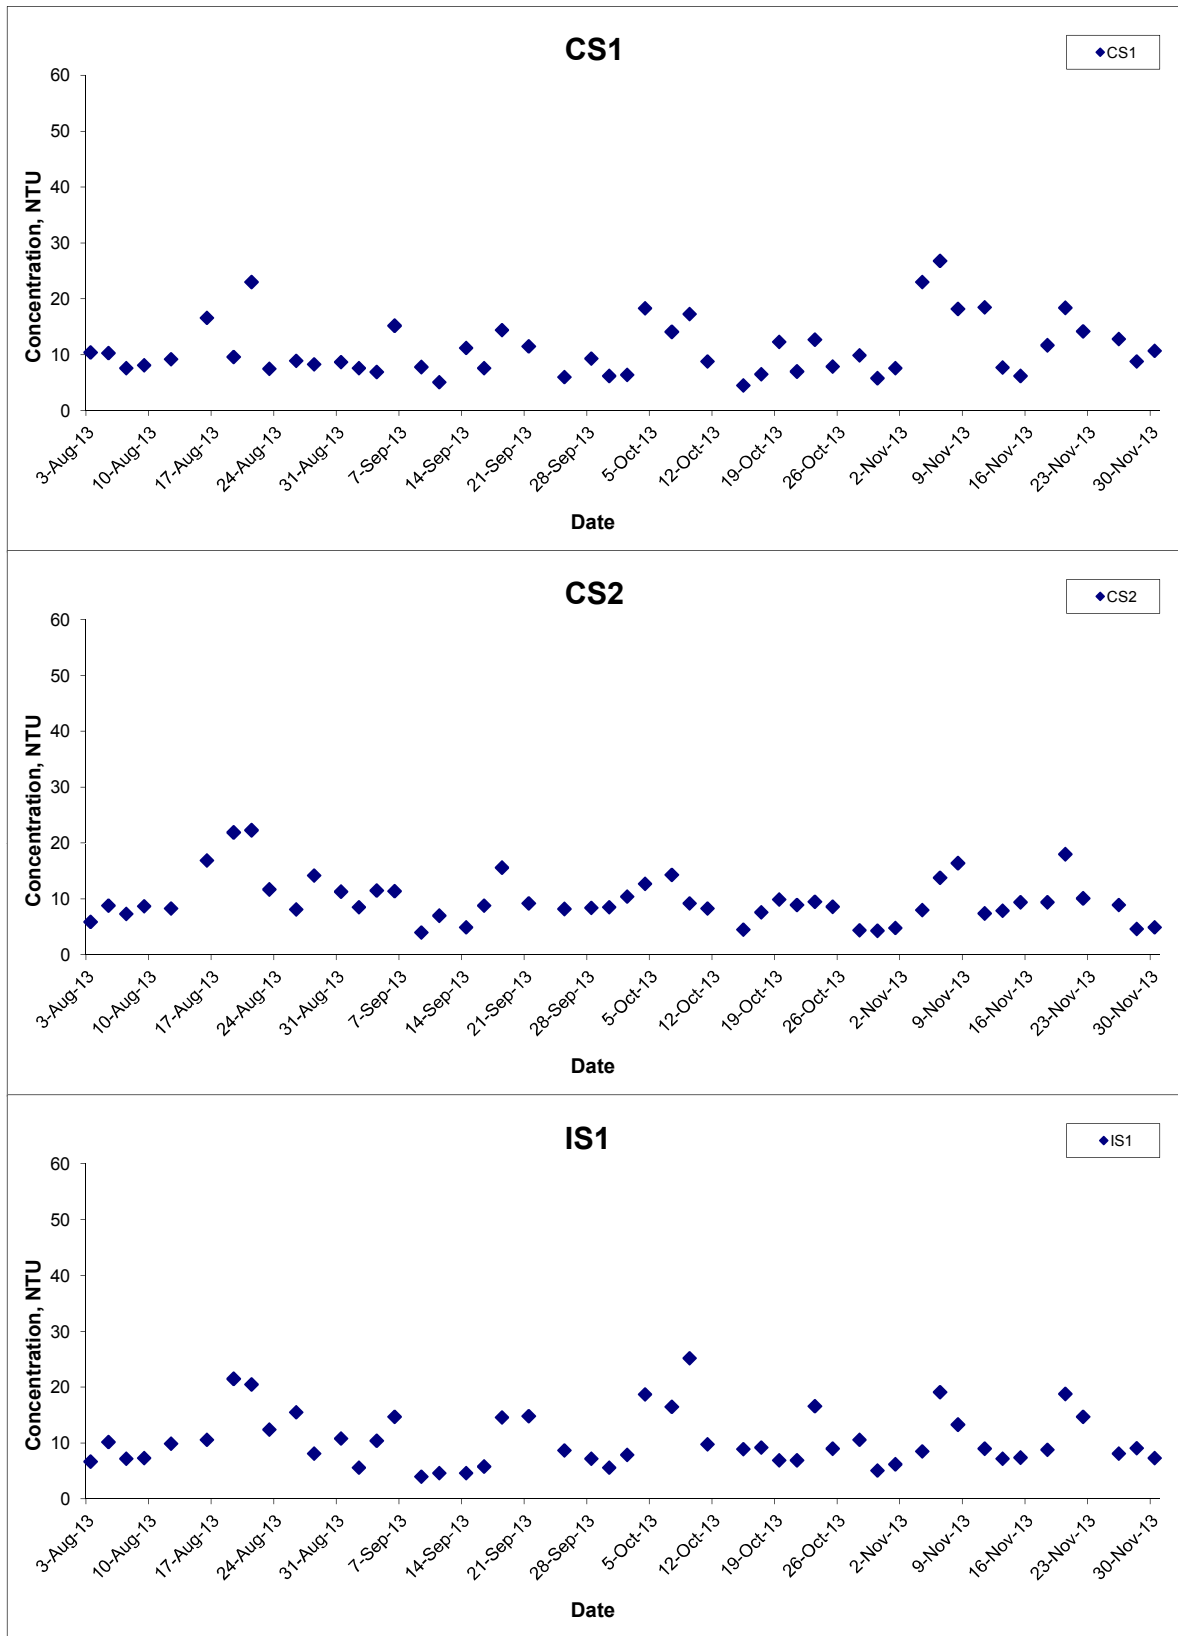 CS1
CS1
60
50
40
30
20
10
0
Concentration, NTU
3-Aug-13
10-Aug-13
17-Aug-13
24-Aug-13
31-Aug-13
7-Sep-13
14-Sep-13
21-Sep-13
28-Sep-13
5-Oct-13
12-Oct-13
19-Oct-13
26-Oct-13
2-Nov-13
9-Nov-13
16-Nov-13
23-Nov-13
30-Nov-13
Date
CS2
CS2
60
50
40
30
20
10
0
Concentration, NTU
3-Aug-13
10-Aug-13
17-Aug-13
24-Aug-13
31-Aug-13
7-Sep-13
14-Sep-13
21-Sep-13
28-Sep-13
5-Oct-13
12-Oct-13
19-Oct-13
26-Oct-13
2-Nov-13
9-Nov-13
16-Nov-13
23-Nov-13
30-Nov-13
Date
IS1
IS1
60
50
40
30
20
10
0
Concentration, NTU
3-Aug-13
10-Aug-13
17-Aug-13
24-Aug-13
31-Aug-13
7-Sep-13
14-Sep-13
21-Sep-13
28-Sep-13
5-Oct-13
12-Oct-13
19-Oct-13
26-Oct-13
2-Nov-13
9-Nov-13
16-Nov-13
23-Nov-13
30-Nov-13
Date